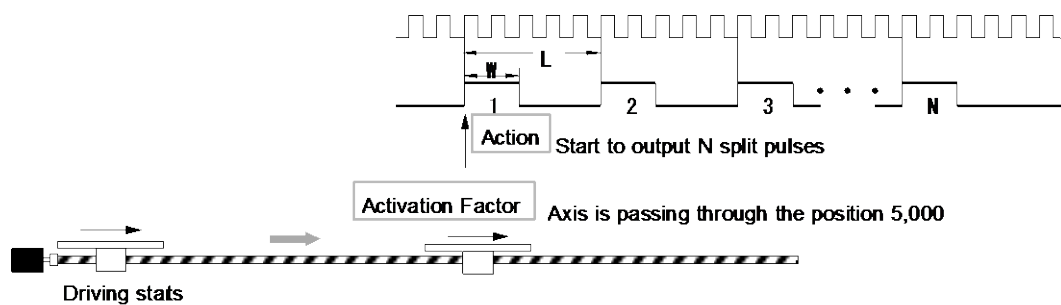 L
W
1 2 3 • • • N
Action Start to output N split pulses
Activation Factor Axis is passing through the position 5,000
Driving stats